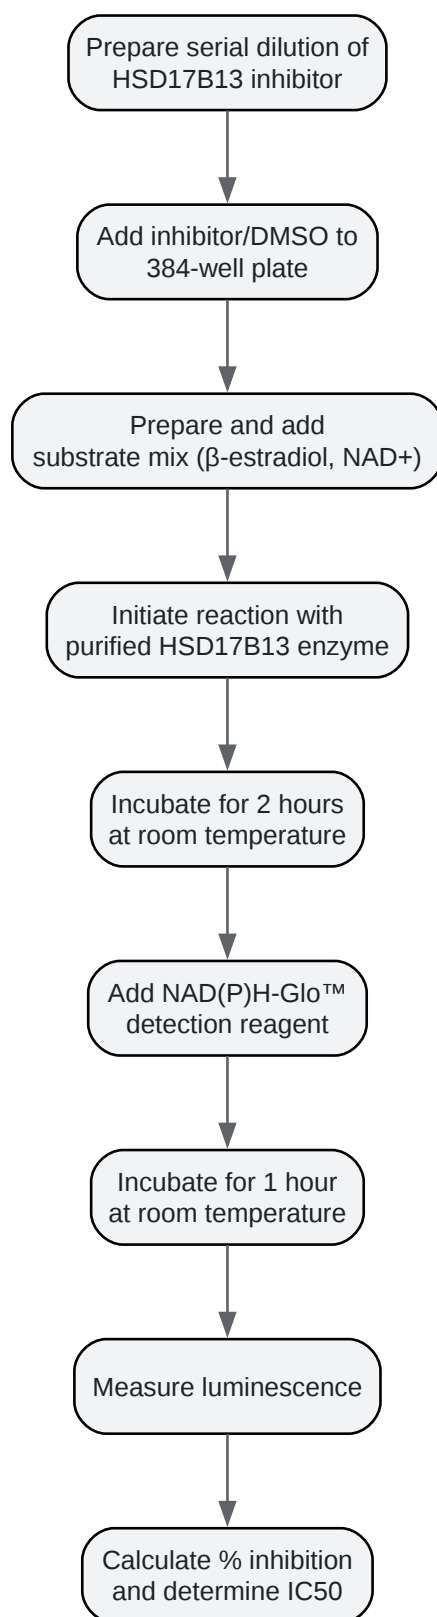 Prepare serial dilution of
HSD17B13 inhibitor
Add inhibitor/DMSO to
384-well plate
Prepare and add
substrate mix (β-estradiol, NAD+)
Initiate reaction with
purified HSD17B13 enzyme
Incubate for 2 hours
at room temperature
Add NAD(P)H-Glo™
detection reagent
Incubate for 1 hour
at room temperature
Measure luminescence
Calculate % inhibition
and determine IC50